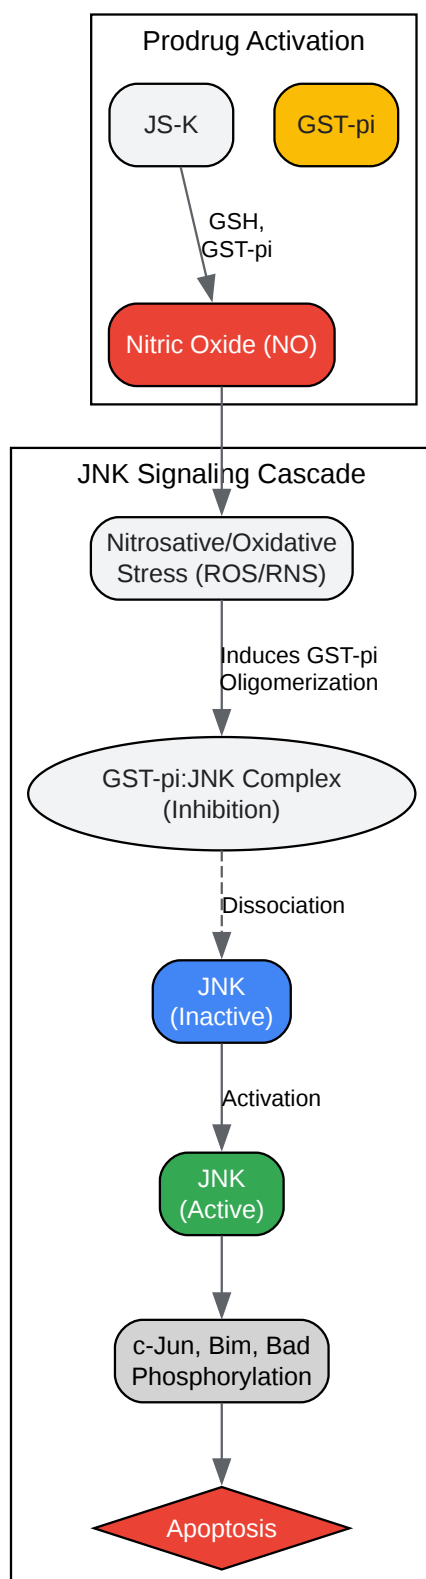 Prodrug Activation
JS-K
GST-pi
GSH,
GST-pi
Nitric Oxide (NO)
JNK Signaling Cascade
Nitrosative/Oxidative
Stress (ROS/RNS)
Induces GST-pi
Oligomerization
GST-pi:JNK Complex
(Inhibition)
Dissociation
JNK
(Inactive)
Activation
JNK
(Active)
c-Jun, Bim, Bad
Phosphorylation
Apoptosis